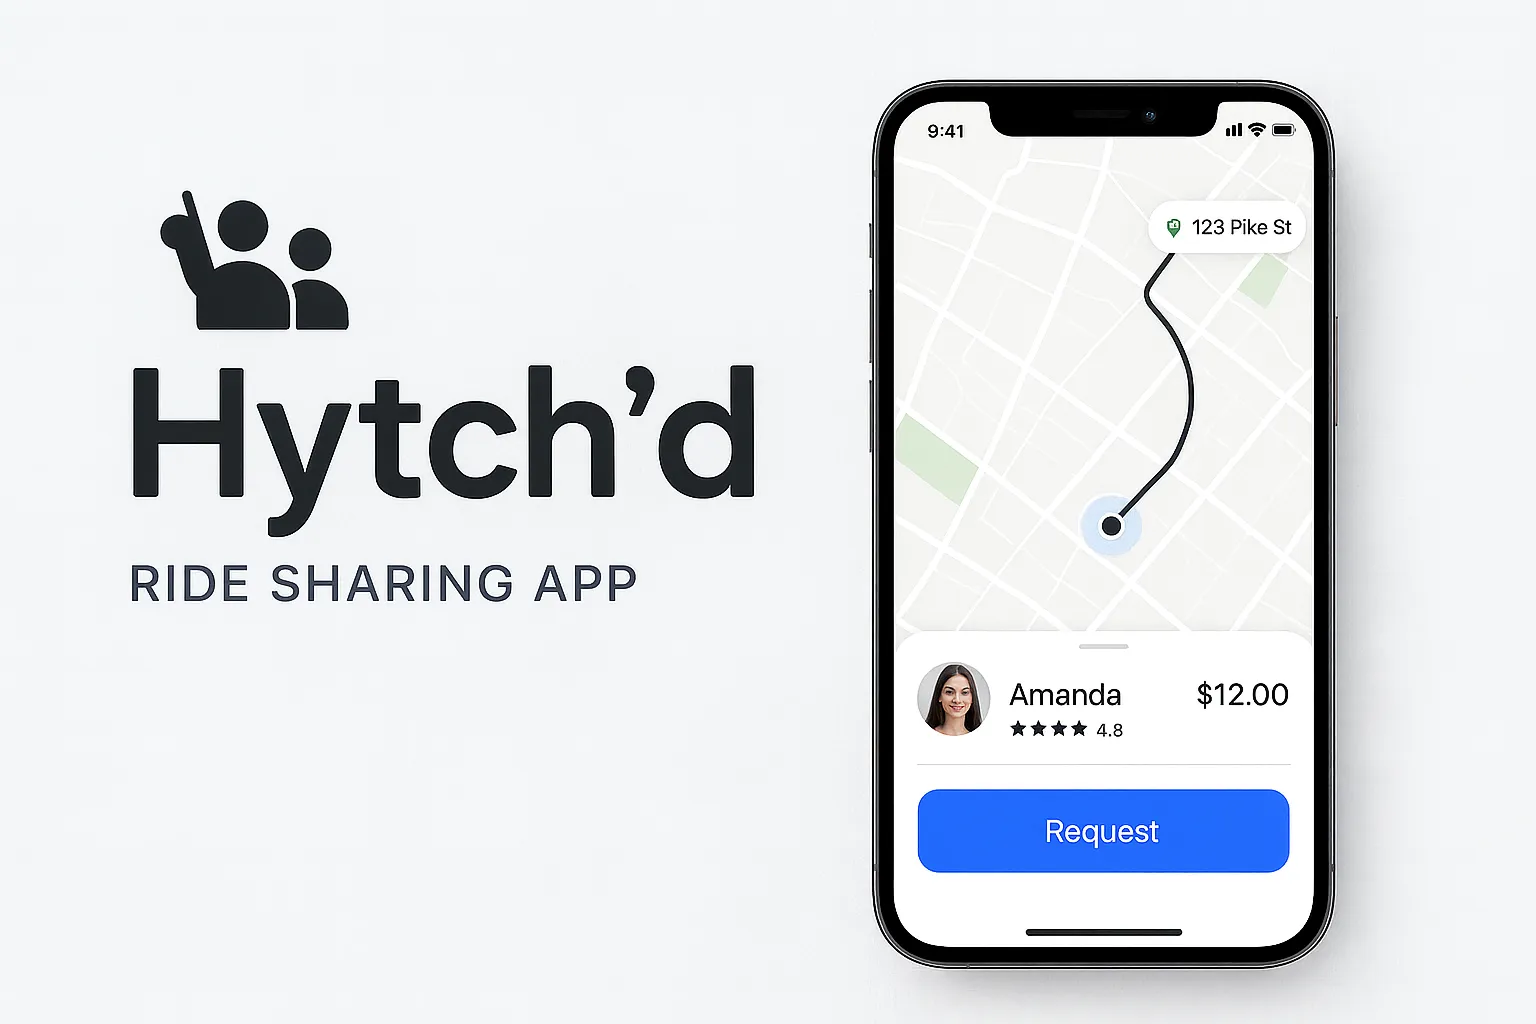 Hytch’d
RIDE SHARING APP
9:41
123 Pike St
Amanda
$12.00
★★★★ 4.8
Request